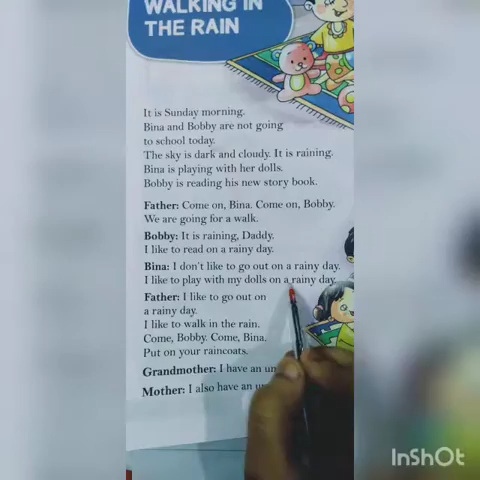 WALKING IN
THE RAIN
It is Sunday morning.
Bina and Bobby are not going
to school today.
The sky is dark and cloudy. It is raining.
Bina is playing with her dolls.
Bobby is reading his new story book.
Father: Come on, Bina. Come on, Bobby.
We are going for a walk.
Bobby: It is raining, Daddy.
I like to read on a rainy day.
Bina: I don't like to go out on a rainy day.
I like to play with my dolls on a rainy day.
Father: I like to go out on
a rainy day.
I like to walk in the rain.
Come, Bobby. Come, Bina.
Put on your raincoats.
Grandmother: I have an
Mother: I also have an
InShOt